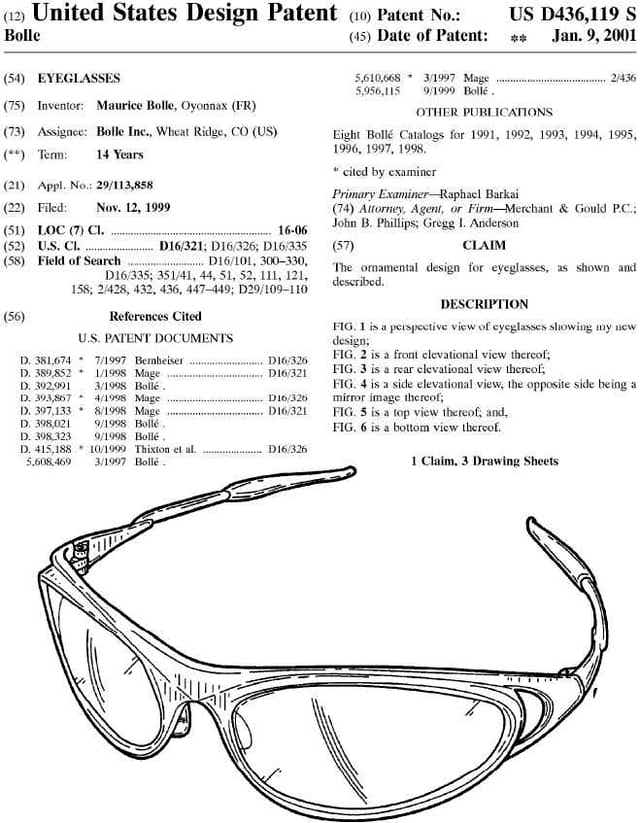 (12) United States Design Patent
Bolle
(10) Patent No.: US D436,119 S
(45) Date of Patent: ** Jan. 9, 2001
(54) EYEGLASSES
(75) Inventor: Maurice Bolle, Oyonnax (FR)
(73) Assignee: Bolle Inc., Wheat Ridge, CO (US)
(**) Term: 14 Years
(21) Appl. No.: 29/113,858
(22) Filed: Nov. 12, 1999
(51) LOC (7) Cl. ........................................ 16-06
(52) U.S. Cl. ................. D16/321; D16/326; D16/335
(58) Field of Search ..................... D16/101, 300–330,
D16/335; 351/41, 44, 51, 52, 111, 121,
158; 2/428, 432, 436, 447–449; D29/109–110
(56) References Cited
U.S. PATENT DOCUMENTS
D. 381,674 * 7/1997 Bernheiser ......................... D16/326
D. 389,852 * 1/1998 Mage ................................. D16/321
D. 392,991 3/1998 Bollé .
D. 393,867 * 4/1998 Mage ................................. D16/326
D. 397,133 * 8/1998 Mage ................................. D16/321
D. 398,021 9/1998 Bollé .
D. 398,323 9/1998 Bollé .
D. 415,188 * 10/1999 Thixton et al. ..................... D16/326
5,608,469 3/1997 Bollé .
5,610,668 * 3/1997 Mage ..................................... 2/436
5,956,115 9/1999 Bollé .
OTHER PUBLICATIONS
Eight Bollé Catalogs for 1991, 1992, 1993, 1994, 1995,
1996, 1997, 1998.
* cited by examiner
Primary Examiner—Raphael Barkai
(74) Attorney, Agent, or Firm—Merchant & Gould P.C.;
John B. Phillips; Gregg I. Anderson
(57) CLAIM
The ornamental design for eyeglasses, as shown and
described.
DESCRIPTION
FIG. 1 is a perspective view of eyeglasses showing my new
design;
FIG. 2 is a front elevational view thereof;
FIG. 3 is a rear elevational view thereof;
FIG. 4 is a side elevational view, the opposite side being a
mirror image thereof;
FIG. 5 is a top view thereof; and,
FIG. 6 is a bottom view thereof.
1 Claim, 3 Drawing Sheets